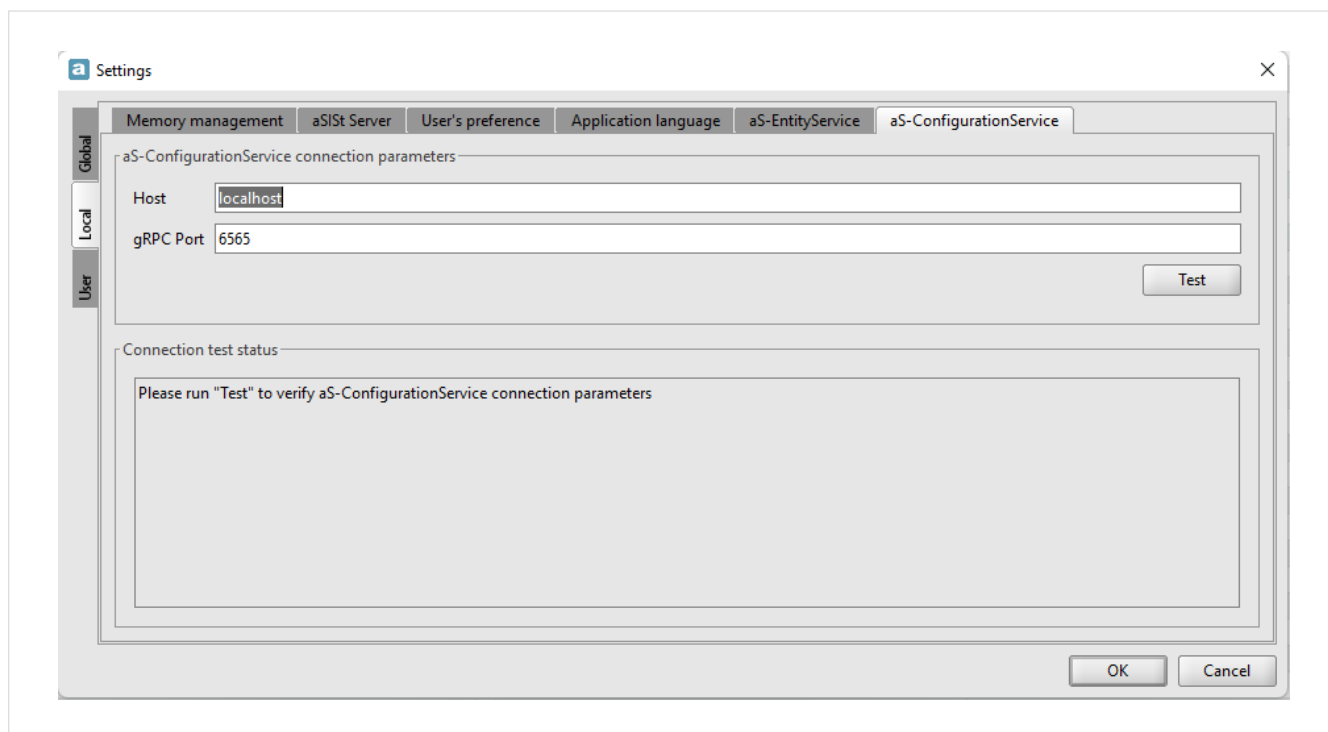 a Settings
Memory management aSISt Server User's preference Application language aS-EntityService aS-ConfigurationService
Global
Local
User
aS-ConfigurationService connection parameters
Host localhost
gRPC Port 6565
Test
Connection test status
Please run "Test" to verify aS-ConfigurationService connection parameters
OK Cancel